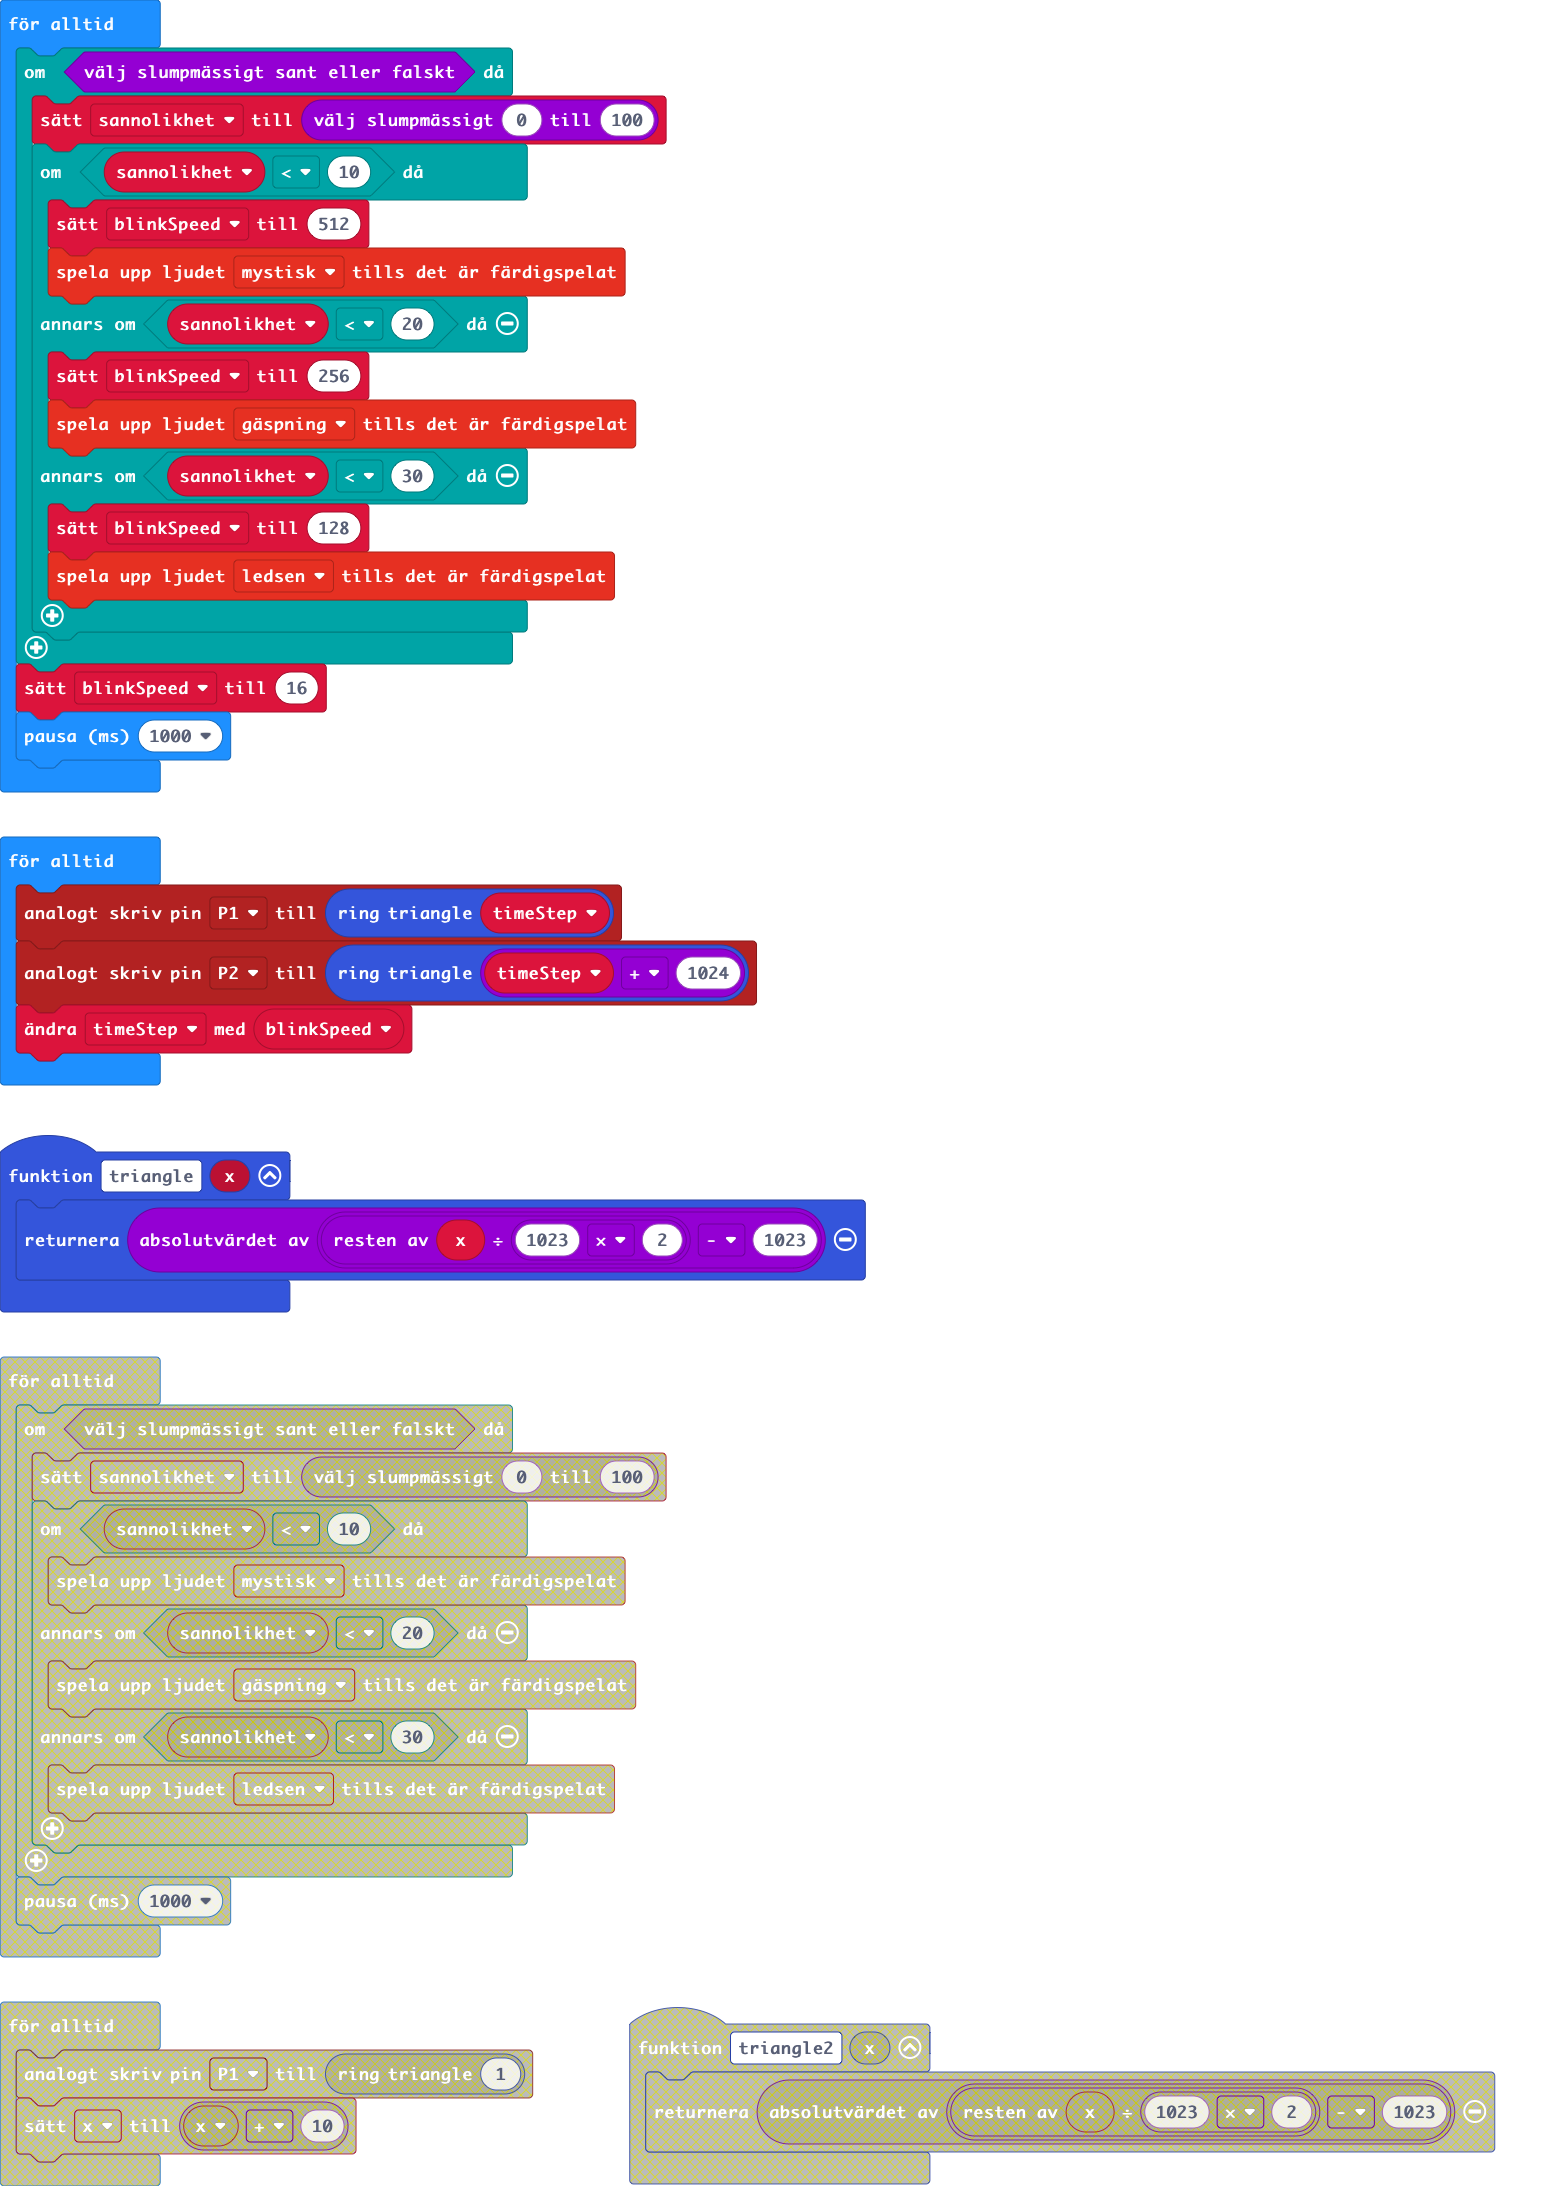 för alltid
om välj slumpmässigt sant eller falskt då
sätt sannolikhet till välj slumpmässigt 0 till 100
om sannolikhet < 10 då
sätt blinkSpeed till 512
spela upp ljudet mystisk tills det är färdigspelat
annars om sannolikhet < 20 då
sätt blinkSpeed till 256
spela upp ljudet gäspning tills det är färdigspelat
annars om sannolikhet < 30 då
sätt blinkSpeed till 128
spela upp ljudet ledsen tills det är färdigspelat
sätt blinkSpeed till 16
pausa (ms) 1000
för alltid
analogt skriv pin P1 till ring triangle timeStep
analogt skriv pin P2 till ring triangle timeStep + 1024
ändra timeStep med blinkSpeed
funktion triangle x
returnera absolutvärdet av resten av x ÷ 1023 × 2 - 1023
för alltid
om välj slumpmässigt sant eller falskt då
sätt sannolikhet till välj slumpmässigt 0 till 100
om sannolikhet < 10 då
spela upp ljudet mystisk tills det är färdigspelat
annars om sannolikhet < 20 då
spela upp ljudet gäspning tills det är färdigspelat
annars om sannolikhet < 30 då
spela upp ljudet ledsen tills det är färdigspelat
pausa (ms) 1000
för alltid
analogt skriv pin P1 till ring triangle 1
sätt x till x + 10
funktion triangle2 x
returnera absolutvärdet av resten av x ÷ 1023 × 2 - 1023